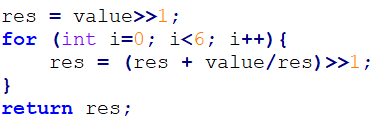 res = value>>1;
for (int i=0; i<6; i++){
    res = (res + value/res)>>1;
}
return res;